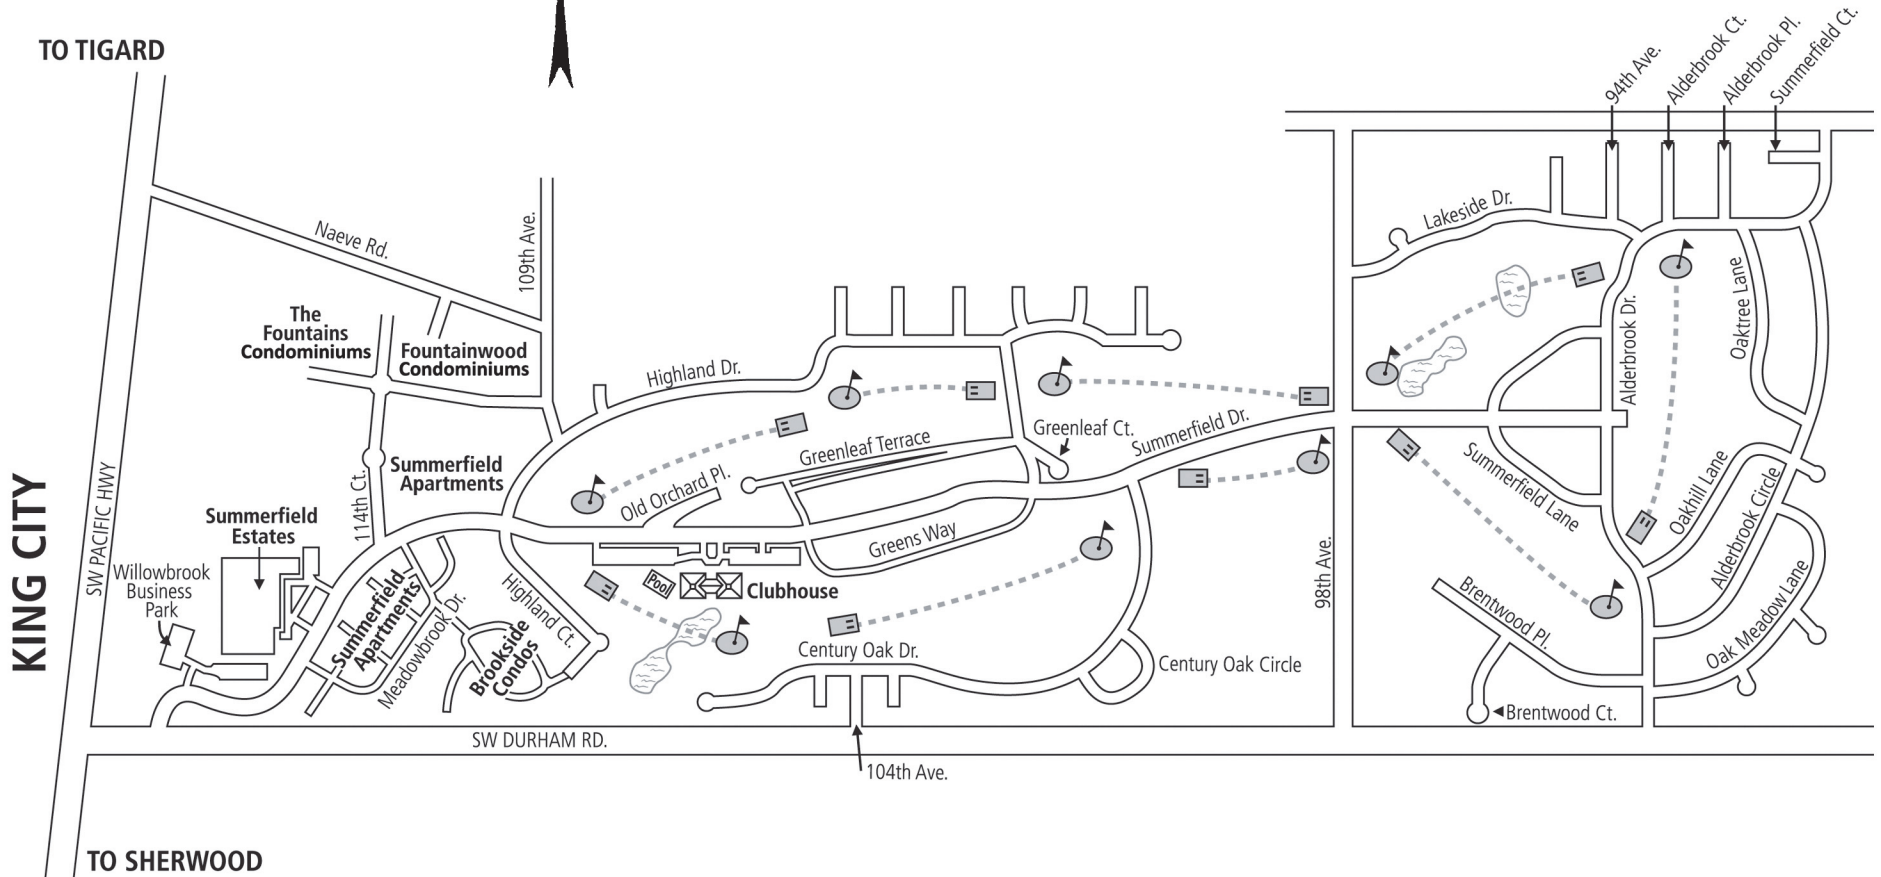 TO TIGARD
94th Ave.
Alderbrook Ct.
Alderbrook Pl.
Summerfield Ct.
Naeve Rd.
109th Ave.
Lakeside Dr.
The
Fountains
Condominiums
Fountainwood
Condominiums
Highland Dr.
Alderbrook Dr.
Oaktree Lane
Greenleaf Ct.
Summerfield Dr.
Greenleaf Terrace
Old Orchard Pl.
Summerfield
Apartments
114th Ct.
KING CITY
SW PACIFIC HWY
Summerfield
Estates
Willowbrook
Business
Park
Summerfield
Apartments
Meadowbrook Dr.
Brookside
Condos
Highland Ct.
Pool
Clubhouse
Greens Way
Century Oak Dr.
Century Oak Circle
98th Ave.
Summerfield Lane
Oakhill Lane
Alderbrook Circle
Oak Meadow Lane
Brentwood Pl.
Brentwood Ct.
SW DURHAM RD.
104th Ave.
TO SHERWOOD